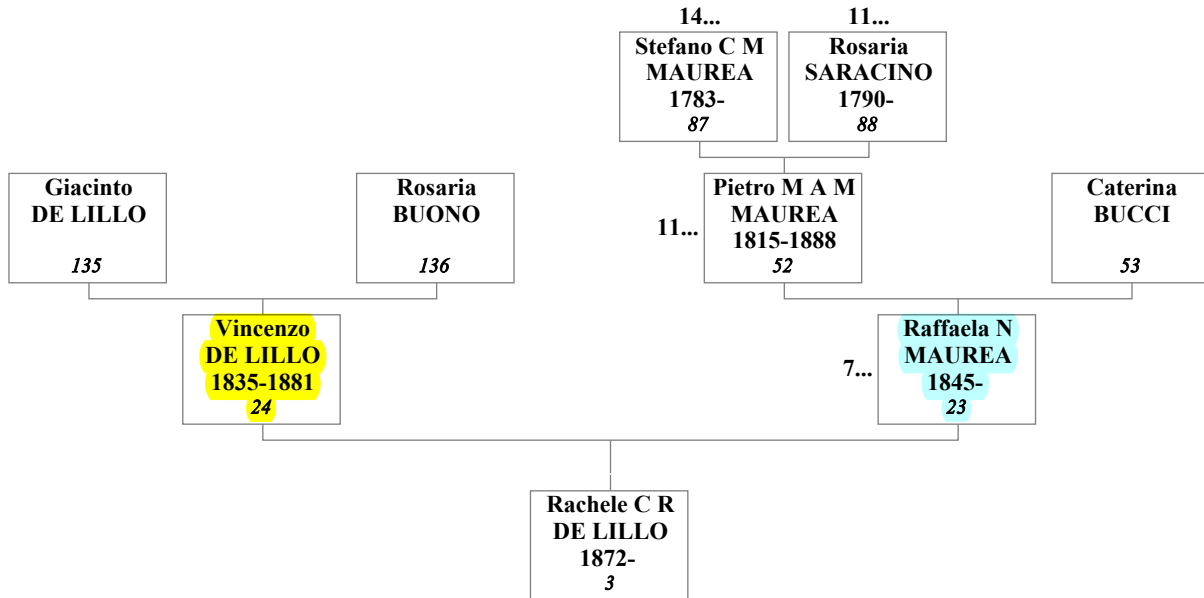 14...
11...
Stefano C M
MAUREA
1783-
87
Rosaria
SARACINO
1790-
88
Giacinto
DE LILLO
135
Rosaria
BUONO
136
11...
Pietro M A M
MAUREA
1815-1888
52
Caterina
BUCCI
53
Vincenzo
DE LILLO
1835-1881
24
7...
Raffaela N
MAUREA
1845-
23
Rachele C R
DE LILLO
1872-
3